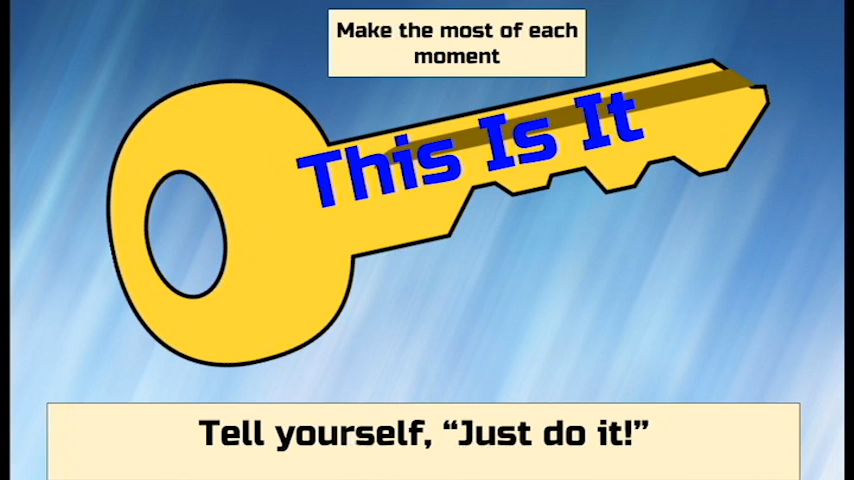 Make the most of each
moment
This Is It
Tell yourself, “Just do it!”